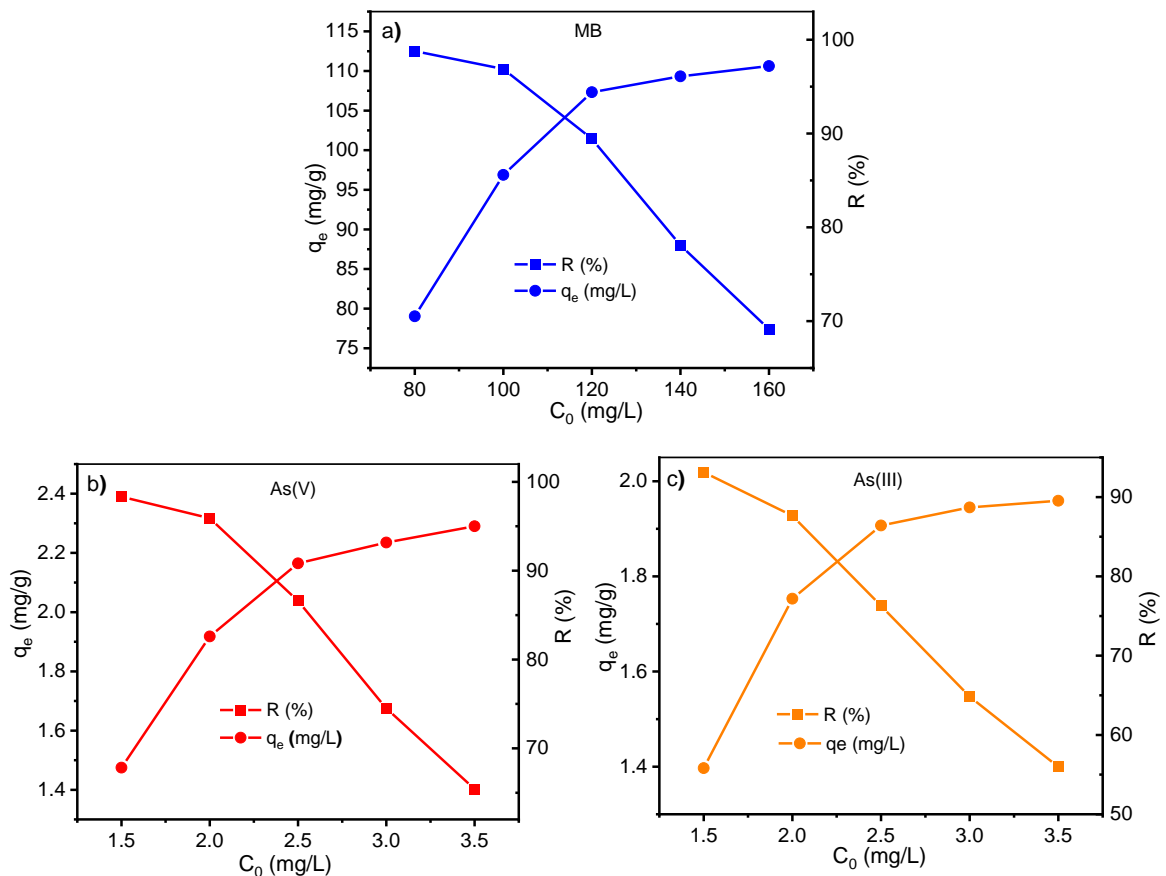 a)
MB
115
110
105
100
95
90
85
80
75
qₑ (mg/g)
100
90
80
70
R (%)
R (%)
qₑ (mg/L)
80 100 120 140 160
C₀ (mg/L)
b)
As(V)
2.4
2.2
2.0
1.8
1.6
1.4
qₑ (mg/g)
100
90
80
70
R (%)
R (%)
qₑ (mg/L)
1.5 2.0 2.5 3.0 3.5
C₀ (mg/L)
c)
As(III)
2.0
1.8
1.6
1.4
qₑ (mg/g)
90
80
70
60
50
R (%)
R (%)
qe (mg/L)
1.5 2.0 2.5 3.0 3.5
C₀ (mg/L)